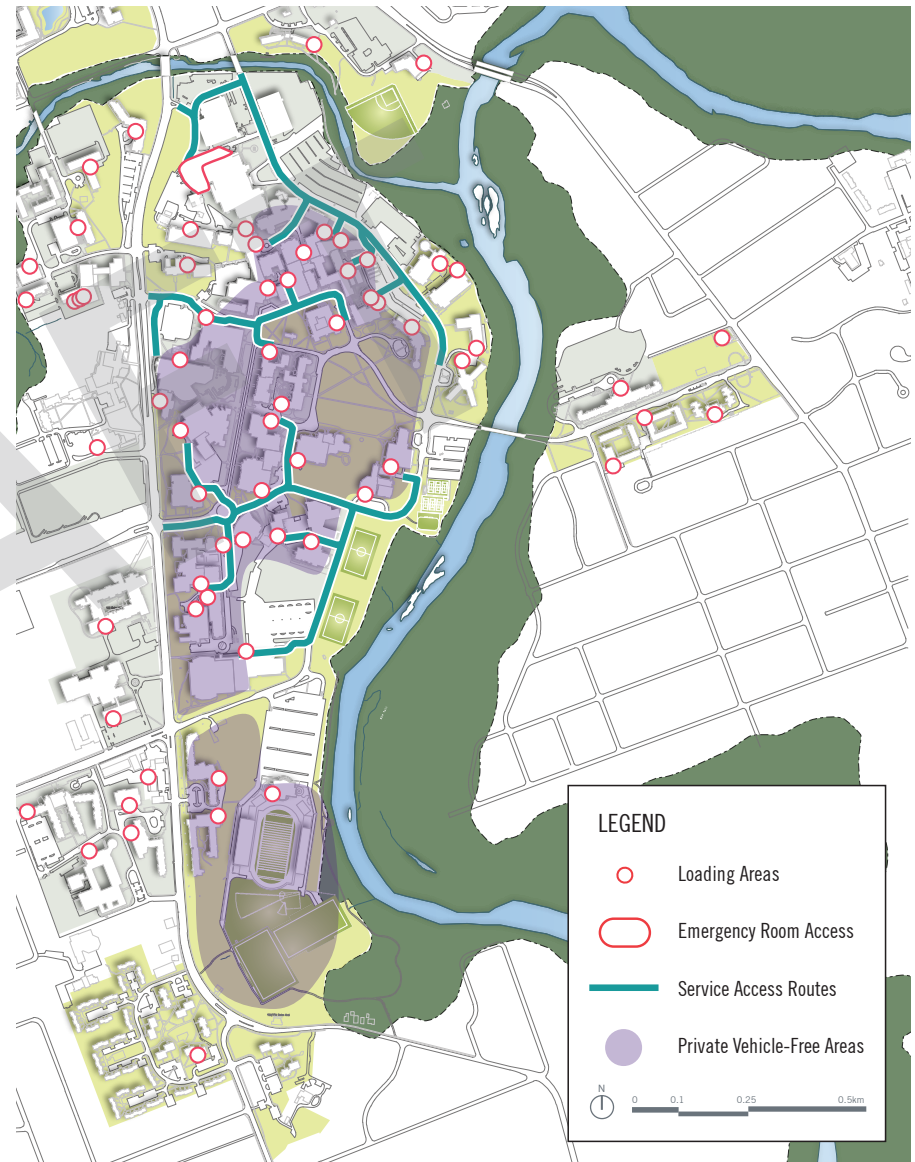 LEGEND
Loading Areas
Emergency Room Access
Service Access Routes
Private Vehicle-Free Areas
N
0 0.1 0.25 0.5km